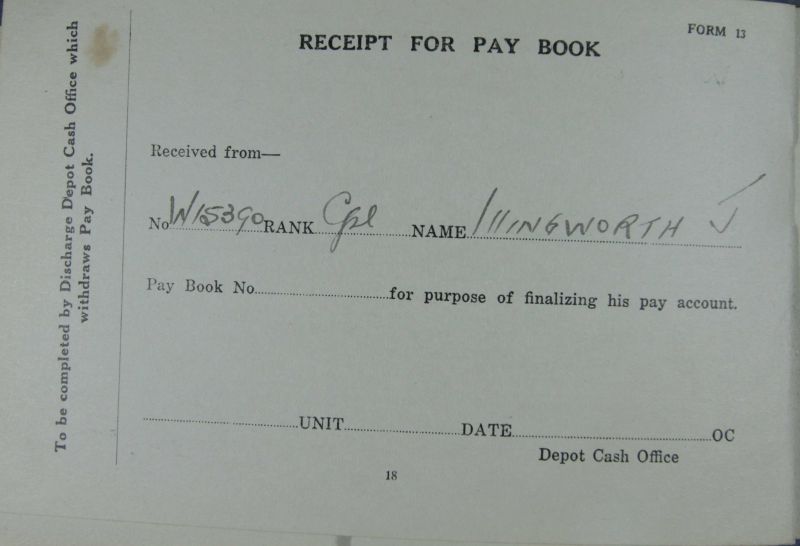 FORM 13
RECEIPT FOR PAY BOOK
To be completed by Discharge Depot Cash Office which
withdraws Pay Book.
Received from—
No W15390 RANK Cpl NAME IllINGWORTH J
Pay Book No for purpose of finalizing his pay account.
UNIT DATE OC
Depot Cash Office
18